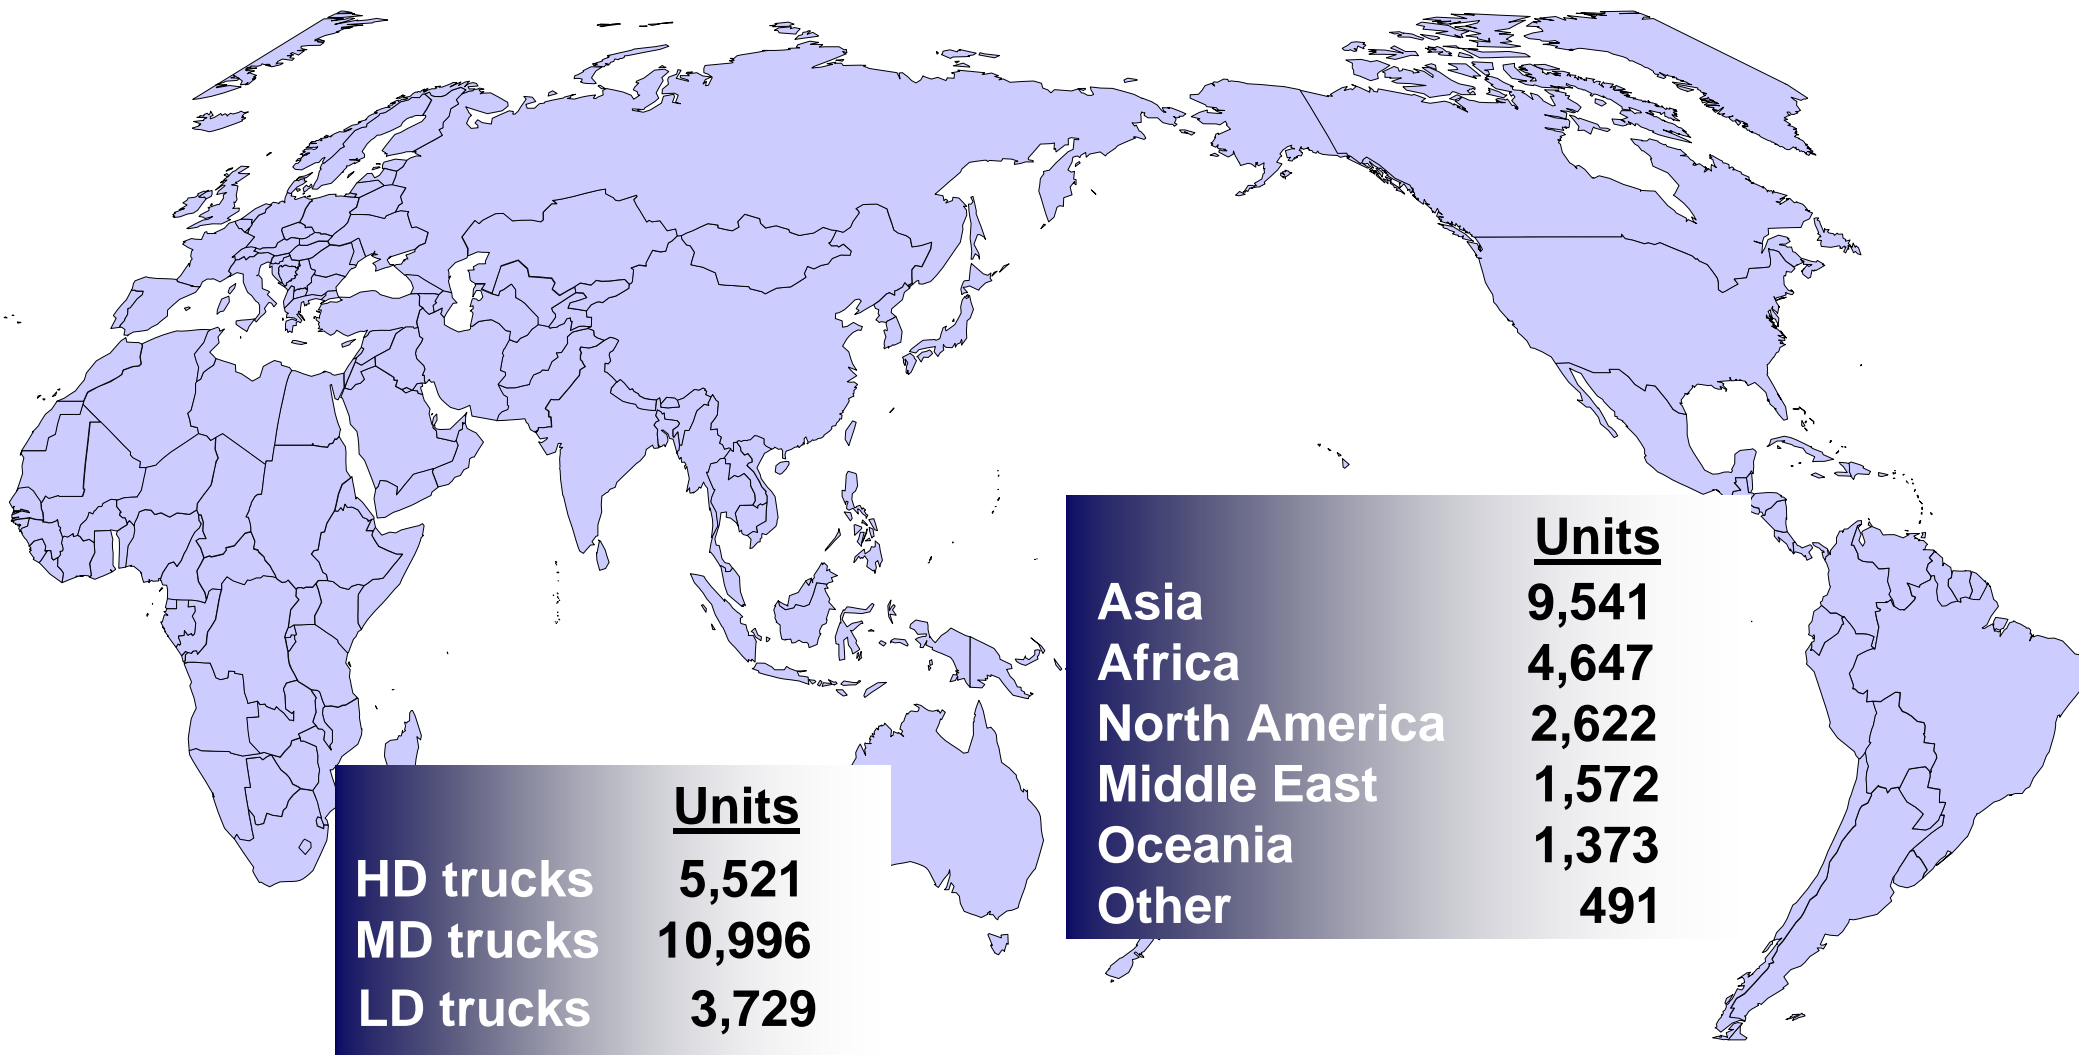 Units
Asia 9,541
Africa 4,647
North America 2,622
Middle East 1,572
Oceania 1,373
Other 491
Units
HD trucks 5,521
MD trucks 10,996
LD trucks 3,729